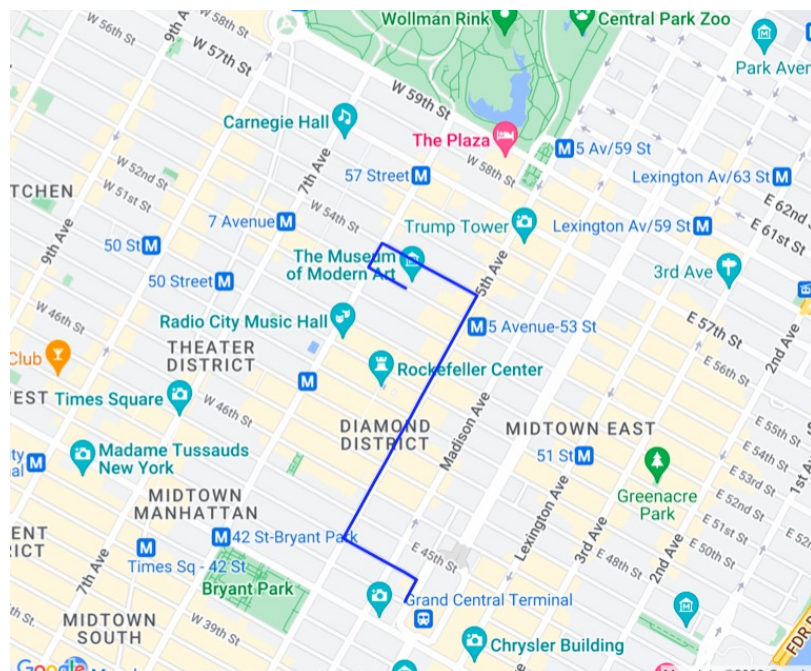 Wollman Rink
Central Park Zoo
W 56th St
9th Ave
W 58th St
W 57th St
Park Aven
W 59th St
Carnegie Hall
The Plaza
5 Av/59 St
W 52nd St
7th Ave
W 58th St
57 Street
Lexington Av/63 St
TCHEN
W 51st St
W 54th St
E 62nd St
7 Avenue
Trump Tower
Lexington Av/59 St
E 61st St
9th Ave
50 St
The Museum
of Modern Art
5th Ave
3rd Ave
50 Street
W 46th St
Radio City Music Hall
5 Avenue-53 St
E 57th St
2nd Ave
Club
THEATER
DISTRICT
Rockefeller Center
E 56th St
EST
Times Square
W 46th St
DIAMOND
DISTRICT
Madison Ave
MIDTOWN EAST
E 55th St
E 54th St
1st Ave
Madame Tussauds
New York
51 St
E 53rd St
MIDTOWN
MANHATTAN
Greenacre
Park
E 52nd St
Lexington Ave
3rd Ave
2nd Ave
E 51st St
42 St-Bryant Park
E 45th St
E 48th St
E 50th St
ENT
RICT
Times Sq - 42 St
7th Ave
Bryant Park
Grand Central Terminal
MIDTOWN
SOUTH
W 39th St
Chrysler Building
FDR
Google